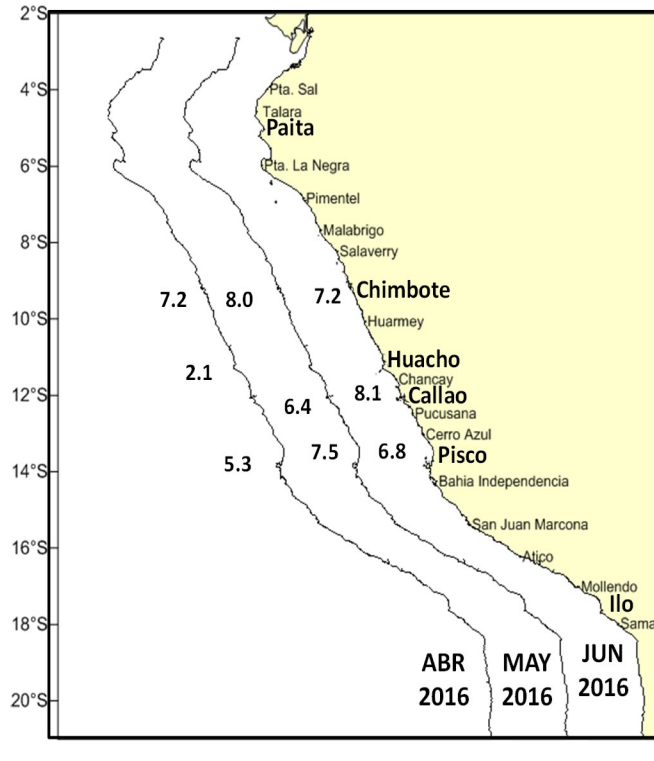 2°S
4°S
Pta. Sal
Talara
Paita
6°S
Pta. La Negra
Pimentel
Malabrigo
8°S
Salaverry
7.2
8.0
7.2
Chimbote
10°S
Huarmey
Huacho
2.1
Chancay
8.1
12°S
Callao
6.4
Pucusana
Cerro Azul
5.3
7.5
6.8
Pisco
14°S
Bahia Independencia
San Juan Marcona
16°S
Atico
Mollendo
Ilo
18°S
Sama
ABR
2016
MAY
2016
JUN
2016
20°S